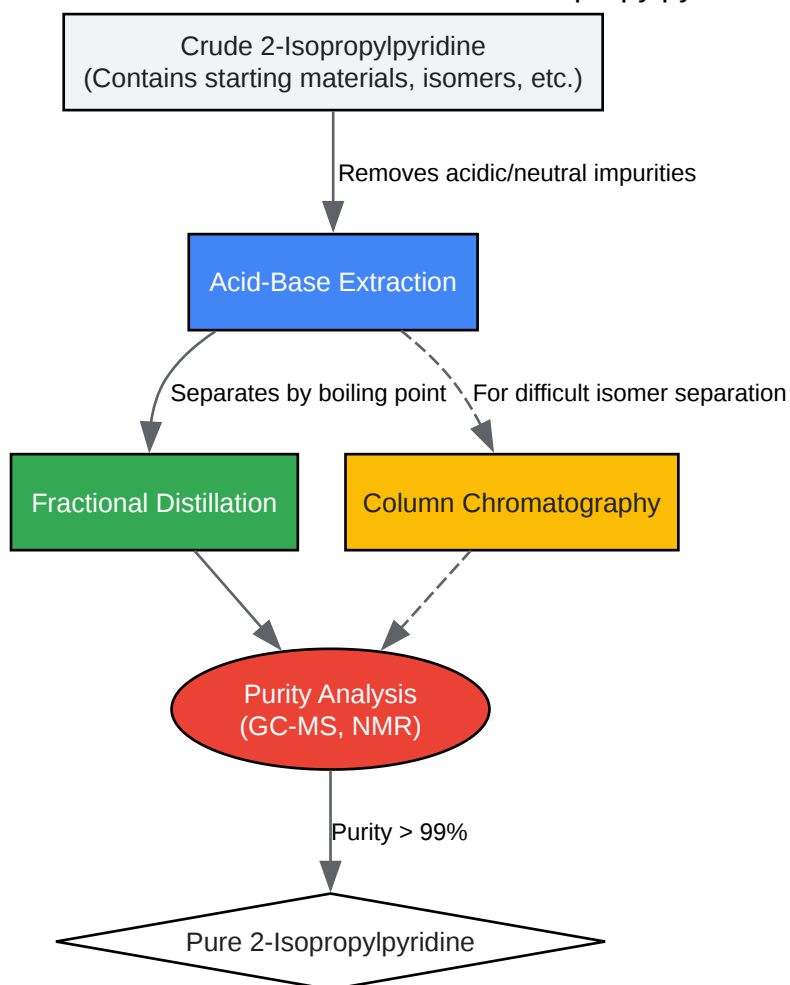 Crude 2-Isopropylpyridine
(Contains starting materials, isomers, etc.)
Removes acidic/neutral impurities
Acid-Base Extraction
Separates by boiling point
For difficult isomer separation
Fractional Distillation
Column Chromatography
Purity Analysis
(GC-MS, NMR)
Purity > 99%
Pure 2-Isopropylpyridine